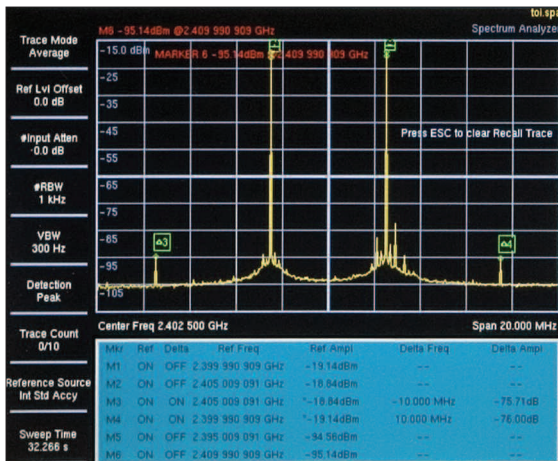 toi.spa
M6 -95.14dBm @2.409 990 909 GHz
Spectrum Analyzer
Trace Mode
Average
-15.0 dBm
MARKER 6 -95.14dBm @2.409 990 909 GHz
-25
Ref Lvl Offset
0.0 dB
-35
#Input Atten
-0.0 dB
-45
Press ESC to clear Recall Trace
-55
#RBW
1 kHz
-65
-75
VBW
300 Hz
-85
3
4
-95
Detection
Peak
-105
Trace Count
0/10
Center Freq 2.402 500 GHz
Span 20.000 MHz
Mkr Ref Delta Ref Freq Ref Ampl Delta Freq Delta Ampl
M1 ON OFF 2.399 990 909 GHz -19.14dBm -- --
M2 ON OFF 2.405 009 091 GHz -18.84dBm -- --
Reference Source
Int Std Accy
M3 ON ON 2.405 009 091 GHz *-18.84dBm -10.000 MHz -75.71dB
M4 ON ON 2.399 990 909 GHz *-19.14dBm 10.000 MHz -76.00dB
Sweep Time
32.266 s
M5 ON OFF 2.395 009 091 GHz -94.56dBm -- --
M6 ON OFF 2.409 990 909 GHz -95.14dBm -- --